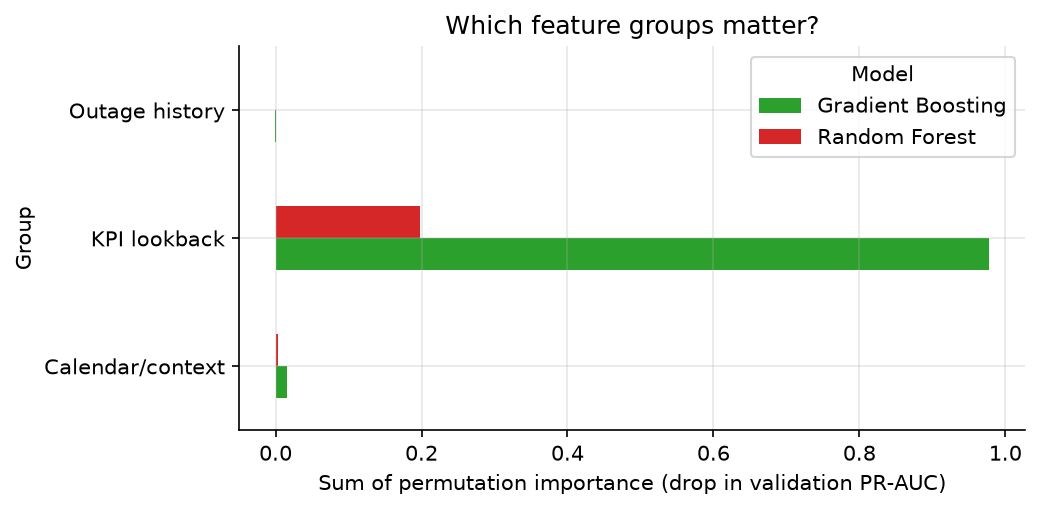 Which feature groups matter?
Model
Gradient Boosting
Random Forest
Group
Outage history
KPI lookback
Calendar/context
0.0 0.2 0.4 0.6 0.8 1.0
Sum of permutation importance (drop in validation PR-AUC)